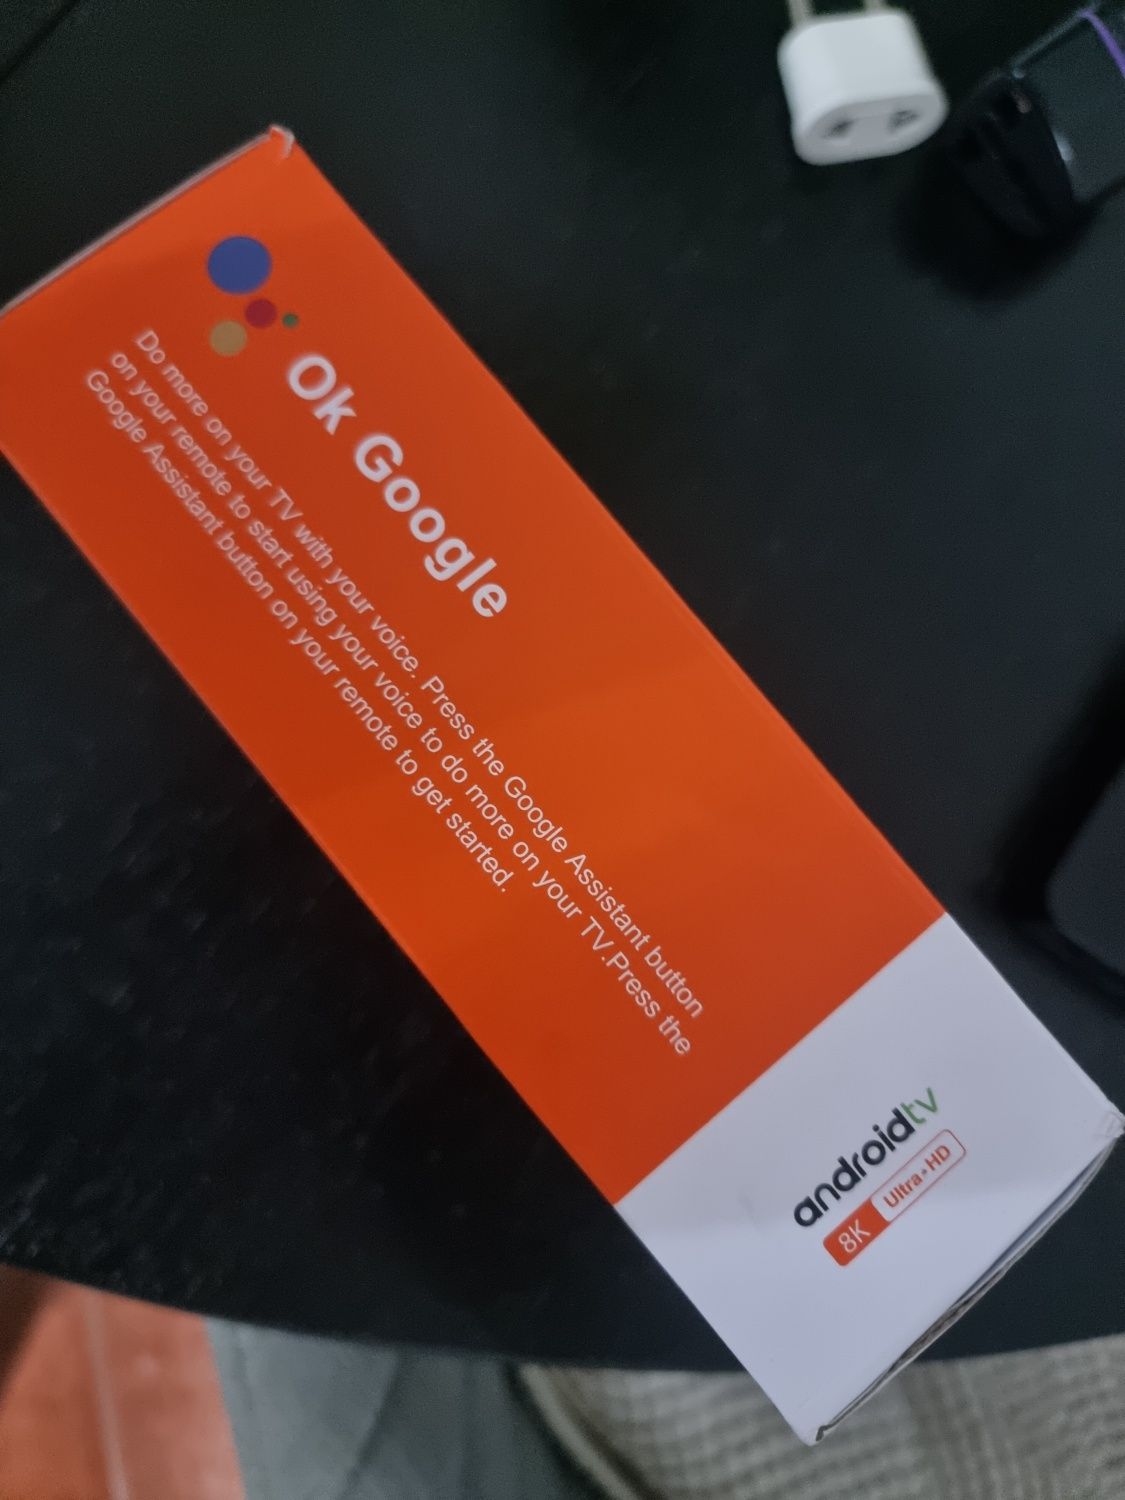 Ok Google
Do more on your TV with your voice. Press the Google Assistant button
on your remote to start using your voice to do more on your TV.Press the
Google Assistant button on your remote to get started.
androidtv
8K Ultra-HD